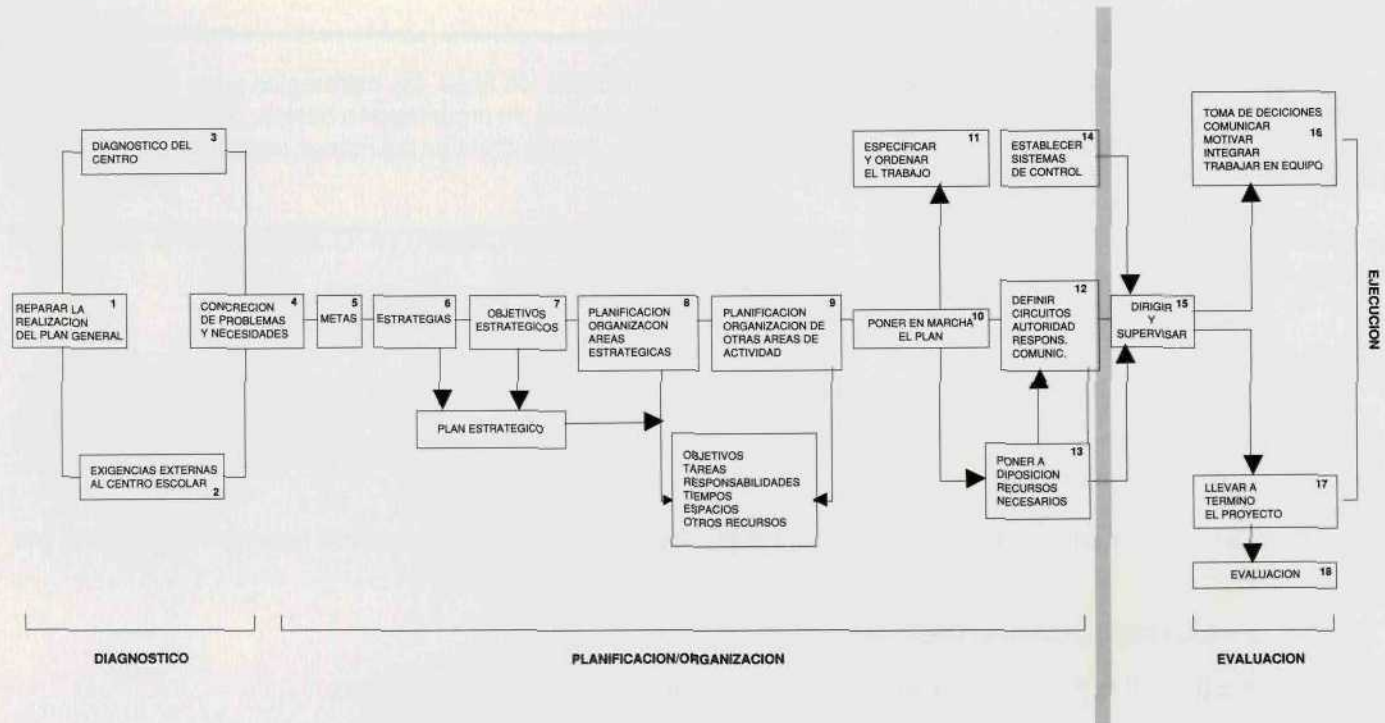 3
DIAGNOSTICO DEL
CENTRO
REPARAR LA 1
REALIZACION
DEL PLAN GENERAL
EXIGENCIAS EXTERNAS
AL CENTRO ESCOLAR 2
CONCRECION 4
DE PROBLEMAS
Y NECESIDADES
5
METAS
6
ESTRATEGIAS
7
OBJETIVOS
ESTRATEGICOS
PLAN ESTRATEGICO
8
PLANIFICACION
ORGANIZACON
AREAS
ESTRATEGICAS
9
PLANIFICACION
ORGANIZACION DE
OTRAS AREAS DE
ACTIVIDAD
OBJETIVOS
TAREAS
RESPONSABILIDADES
TIEMPOS
ESPACIOS
OTROS RECURSOS
PONER EN MARCHA 10
EL PLAN
11
ESPECIFICAR
Y ORDENAR
EL TRABAJO
12
DEFINIR
CIRCUITOS
AUTORIDAD
RESPONS.
COMUNIC.
13
PONER A
DIPOSICION
RECURSOS
NECESARIOS
14
ESTABLECER
SISTEMAS
DE CONTROL
DIRIGIR 15
Y
SUPERVISAR
TOMA DE DECICIONES
COMUNICAR
MOTIVAR 16
INTEGRAR
TRABAJAR EN EQUIPO
LLEVAR A 17
TERMINO
EL PROYECTO
EVALUACION 18
EJECUCION
DIAGNOSTICO
PLANIFICACION/ORGANIZACION
EVALUACION